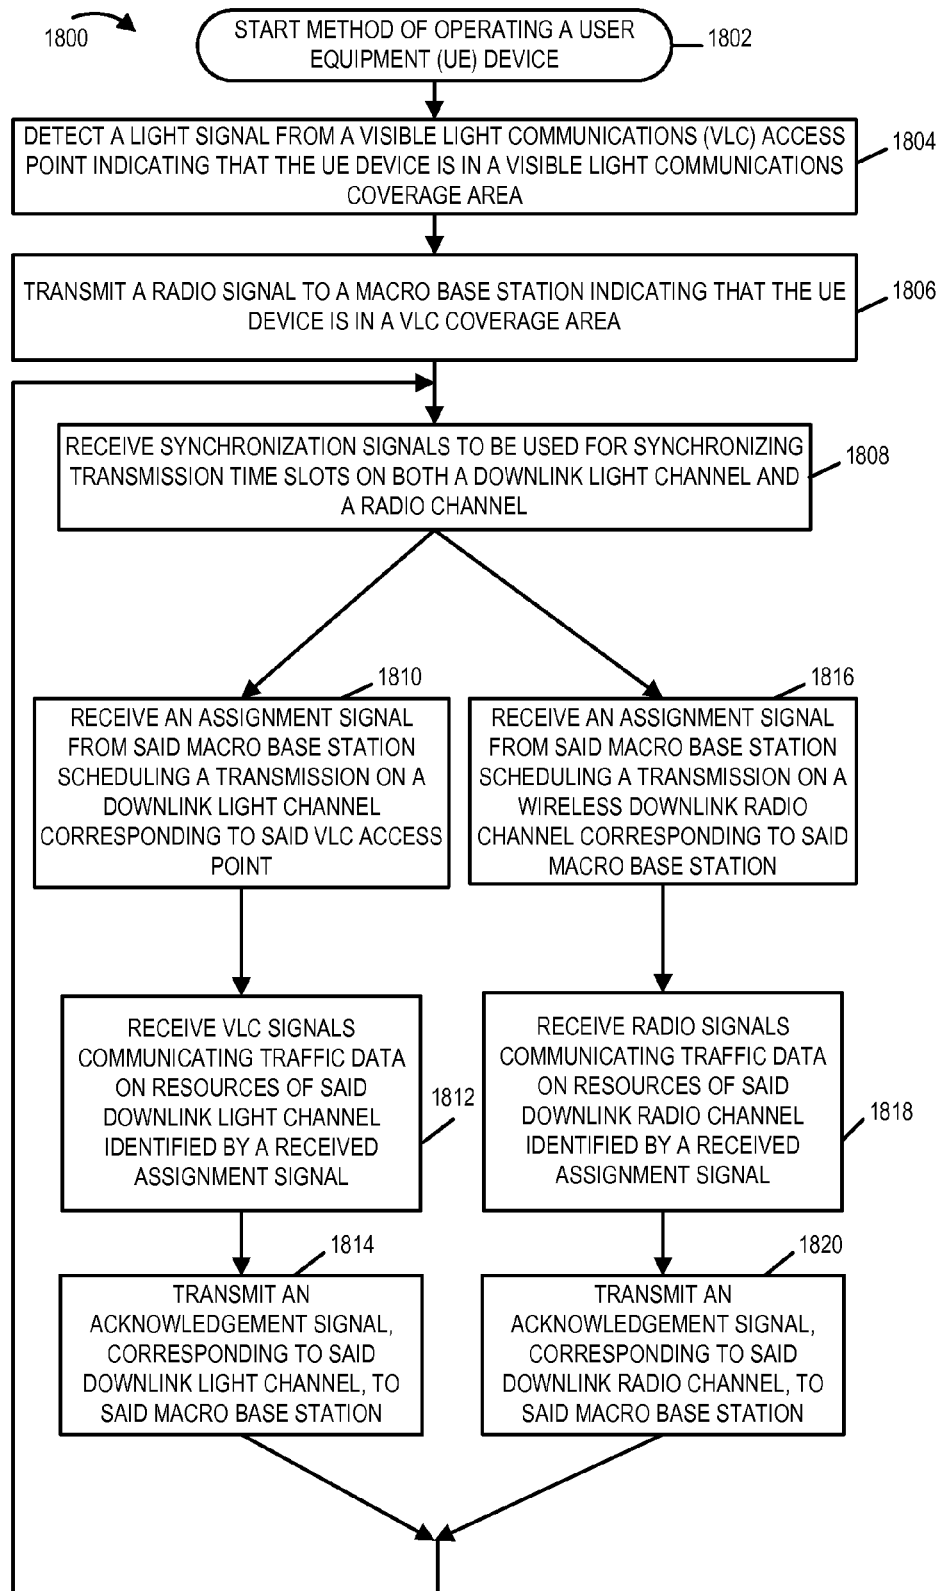 1800
START METHOD OF OPERATING A USER
EQUIPMENT (UE) DEVICE
1802
DETECT A LIGHT SIGNAL FROM A VISIBLE LIGHT COMMUNICATIONS (VLC) ACCESS
POINT INDICATING THAT THE UE DEVICE IS IN A VISIBLE LIGHT COMMUNICATIONS
COVERAGE AREA
1804
TRANSMIT A RADIO SIGNAL TO A MACRO BASE STATION INDICATING THAT THE UE
DEVICE IS IN A VLC COVERAGE AREA
1806
RECEIVE SYNCHRONIZATION SIGNALS TO BE USED FOR SYNCHRONIZING
TRANSMISSION TIME SLOTS ON BOTH A DOWNLINK LIGHT CHANNEL AND
A RADIO CHANNEL
1808
1810
RECEIVE AN ASSIGNMENT SIGNAL
FROM SAID MACRO BASE STATION
SCHEDULING A TRANSMISSION ON A
DOWNLINK LIGHT CHANNEL
CORRESPONDING TO SAID VLC ACCESS
POINT
1816
RECEIVE AN ASSIGNMENT SIGNAL
FROM SAID MACRO BASE STATION
SCHEDULING A TRANSMISSION ON A
WIRELESS DOWNLINK RADIO
CHANNEL CORRESPONDING TO SAID
MACRO BASE STATION
RECEIVE VLC SIGNALS
COMMUNICATING TRAFFIC DATA
ON RESOURCES OF SAID
DOWNLINK LIGHT CHANNEL
IDENTIFIED BY A RECEIVED
ASSIGNMENT SIGNAL
1812
RECEIVE RADIO SIGNALS
COMMUNICATING TRAFFIC DATA
ON RESOURCES OF SAID
DOWNLINK RADIO CHANNEL
IDENTIFIED BY A RECEIVED
ASSIGNMENT SIGNAL
1818
1814
TRANSMIT AN
ACKNOWLEDGEMENT SIGNAL,
CORRESPONDING TO SAID
DOWNLINK LIGHT CHANNEL, TO
SAID MACRO BASE STATION
1820
TRANSMIT AN
ACKNOWLEDGEMENT SIGNAL,
CORRESPONDING TO SAID
DOWNLINK RADIO CHANNEL, TO
SAID MACRO BASE STATION